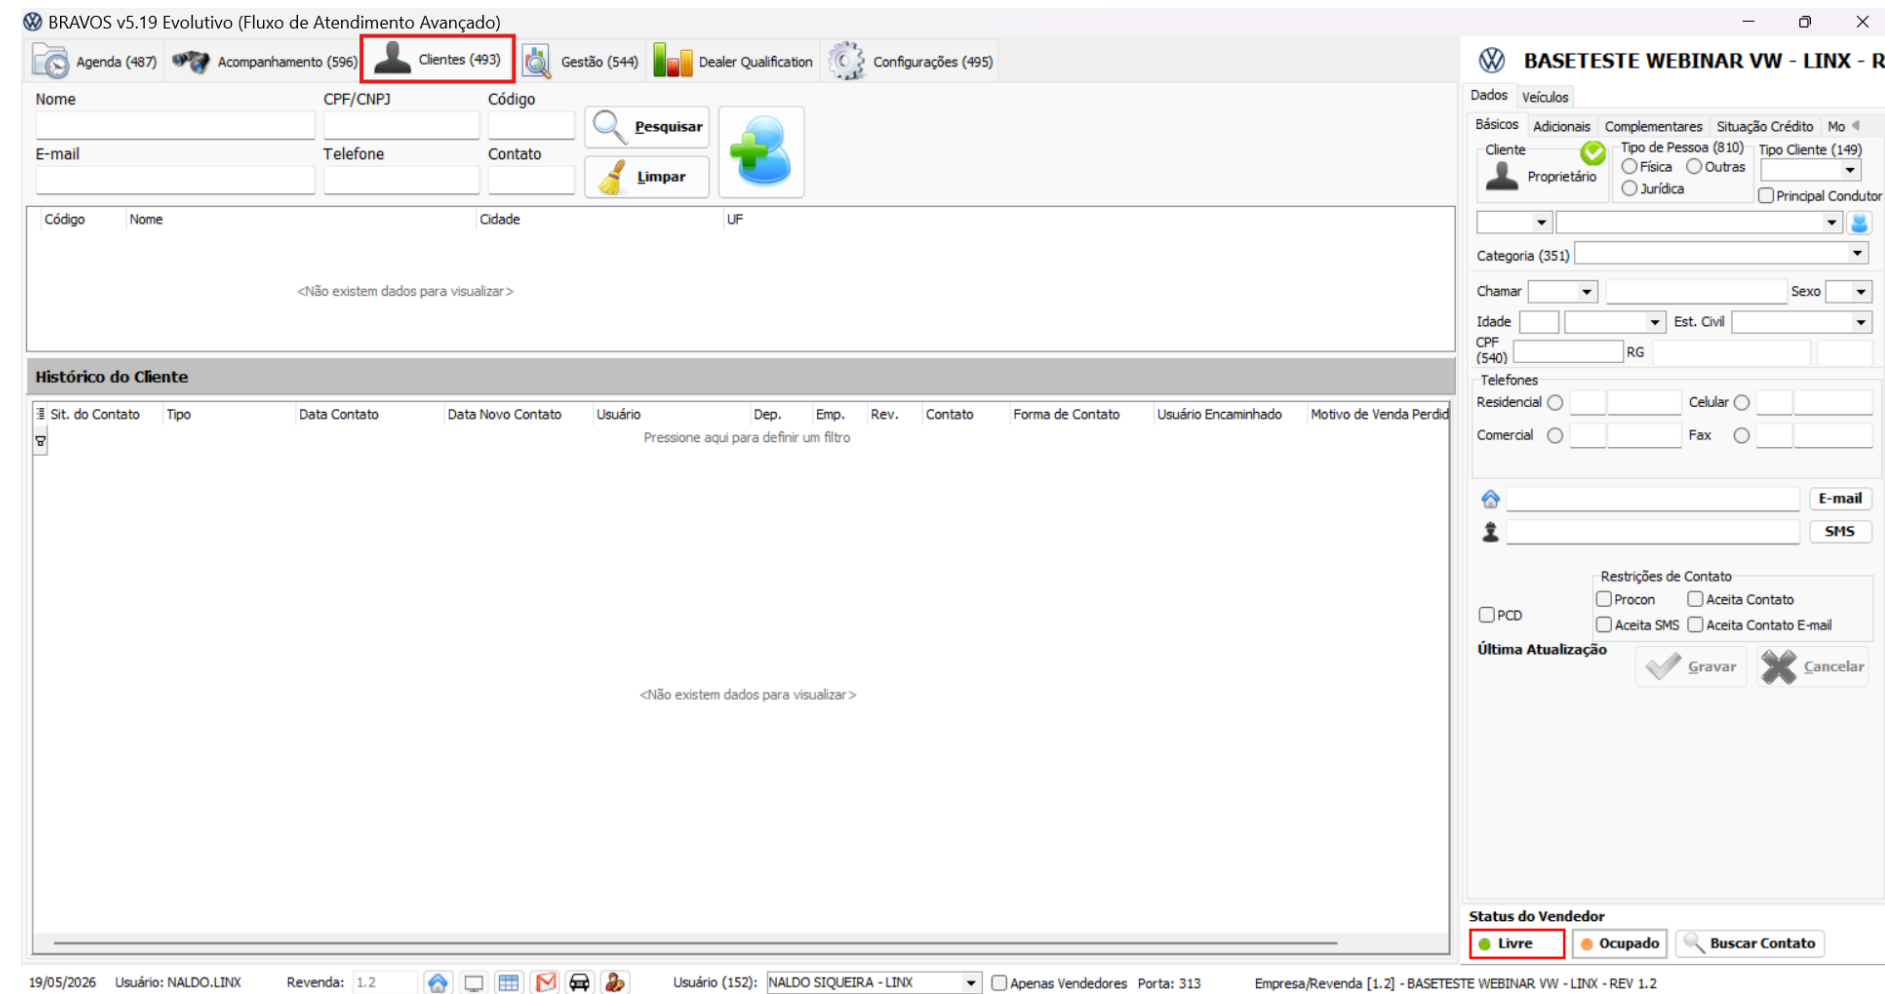 BRAVOS v5.19 Evolutivo (Fluxo de Atendimento Avançado)
Agenda (487) Acompanhamento (596) Clientes (493) Gestão (544) Dealer Qualification Configurações (495)
BASETESTE WEBINAR VW - LINX - R
Dados Veículos
Nome CPF/CNPJ Código
Pesquisar
E-mail Telefone Contato
Limpar
Código Nome Cidade UF
<Não existem dados para visualizar>
Histórico do Cliente
Sit. do Contato Tipo Data Contato Data Novo Contato Usuário Dep. Emp. Rev. Contato Forma de Contato Usuário Encaminhado Motivo de Venda Perdid
Pressione aqui para definir um filtro
<Não existem dados para visualizar>
Básicos Adicionais Complementares Situação Crédito Mo
Cliente Tipo de Pessoa (810) Tipo Cliente (149)
Proprietário Física Outras
Jurídica Principal Condutor
Categoria (351)
Chamar Sexo
Idade Est. Civil
CPF (540) RG
Telefones
Residencial Celular
Comercial Fax
E-mail
SMS
Restrições de Contato
Procon Aceita Contato
PCD
Aceita SMS Aceita Contato E-mail
Última Atualização
Gravar Cancelar
Status do Vendedor
Livre Ocupado Buscar Contato
19/05/2026 Usuário: NALDO.LINX Revenda: 1.2 Usuário (152): NALDO SIQUEIRA - LINX Apenas Vendedores Porta: 313 Empresa/Revenda [1.2] - BASETESTE WEBINAR VW - LINX - REV 1.2